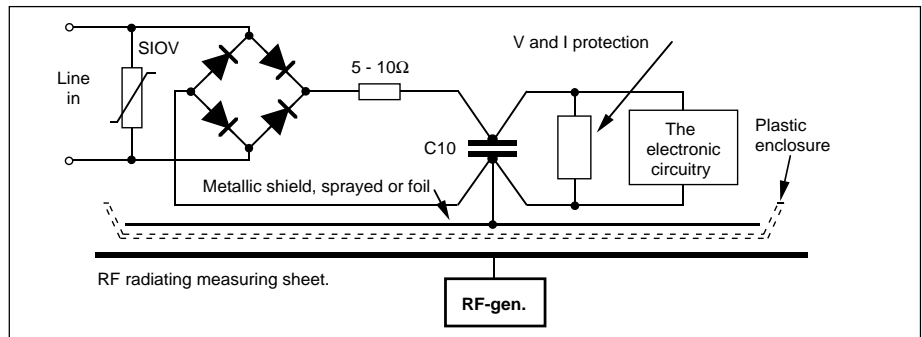 SIOV
Line
in
5 - 10Ω
V and I protection
C10
The
electronic
circuitry
Plastic
enclosure
Metallic shield, sprayed or foil
RF radiating measuring sheet.
RF-gen.